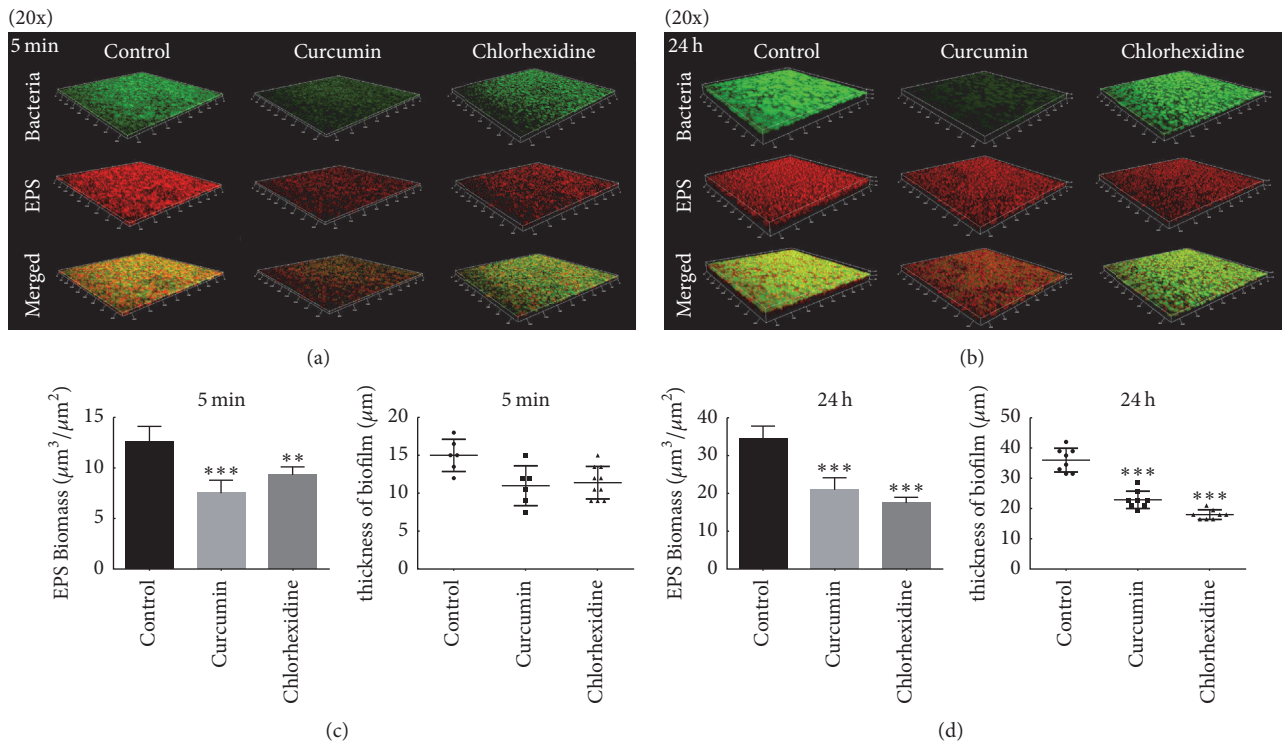 (20x)
5 min
Control
Curcumin
Chlorhexidine
Bacteria
EPS
Merged
(a)
(20x)
24 h
Control
Curcumin
Chlorhexidine
Bacteria
EPS
Merged
(b)
5 min
EPS Biomass (μm³/μm²)
15
10
5
0
***
**
Control
Curcumin
Chlorhexidine
5 min
thickness of biofilm (μm)
20
15
10
5
0
Control
Curcumin
Chlorhexidine
(c)
24 h
EPS Biomass (μm³/μm²)
40
30
20
10
0
***
***
Control
Curcumin
Chlorhexidine
24 h
thickness of biofilm (μm)
50
40
30
20
10
0
***
***
Control
Curcumin
Chlorhexidine
(d)